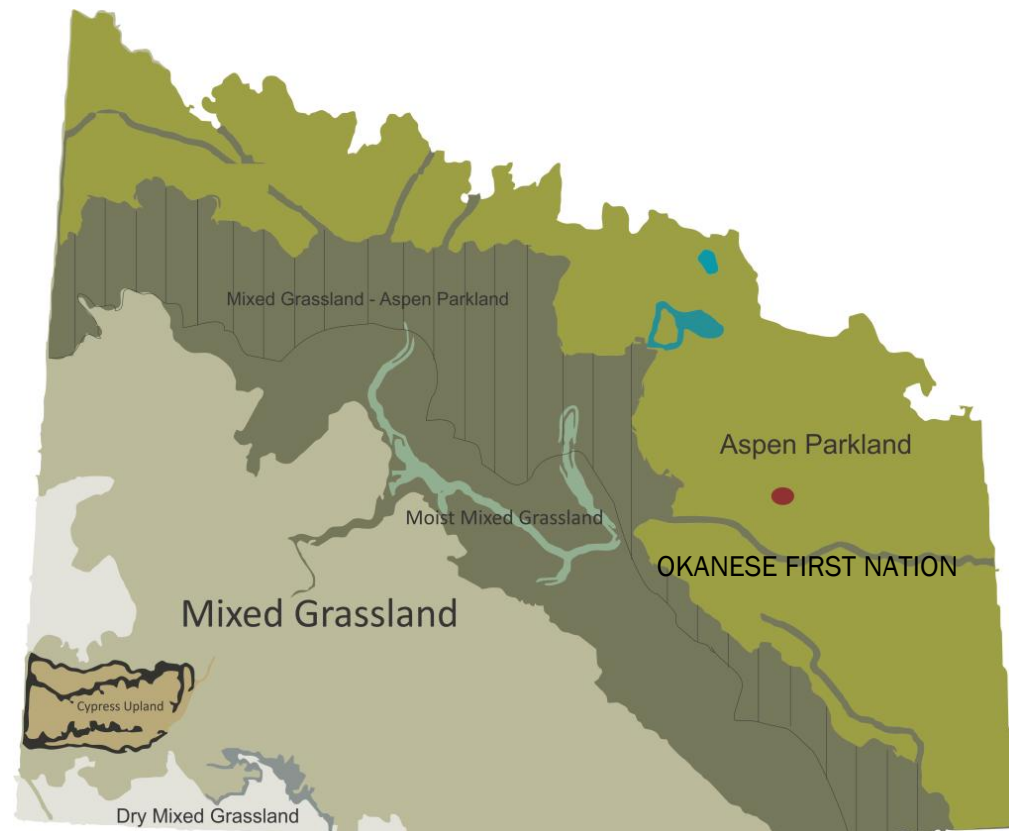 Mixed Grassland - Aspen Parkland
Aspen Parkland
Moist Mixed Grassland
OKANESE FIRST NATION
Mixed Grassland
Cypress Upland
Dry Mixed Grassland